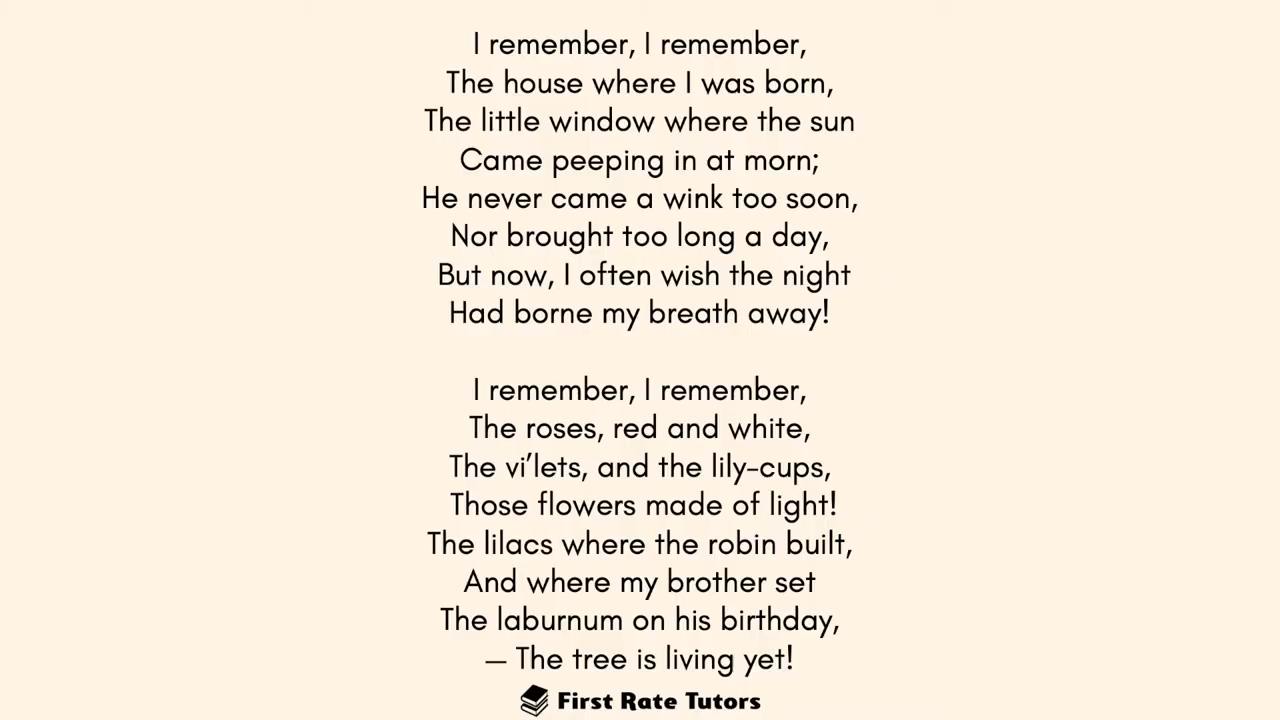 I remember, I remember,
The house where I was born,
The little window where the sun
Came peeping in at morn;
He never came a wink too soon,
Nor brought too long a day,
But now, I often wish the night
Had borne my breath away!

I remember, I remember,
The roses, red and white,
The vi’lets, and the lily-cups,
Those flowers made of light!
The lilacs where the robin built,
And where my brother set
The laburnum on his birthday,
— The tree is living yet!
First Rate Tutors